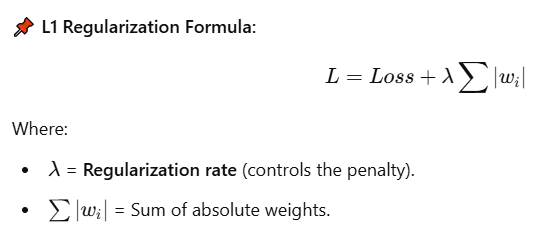 📌 L1 Regularization Formula:
L = Loss + λ∑|wᵢ|
Where:
• λ = Regularization rate (controls the penalty).
• ∑|wᵢ| = Sum of absolute weights.